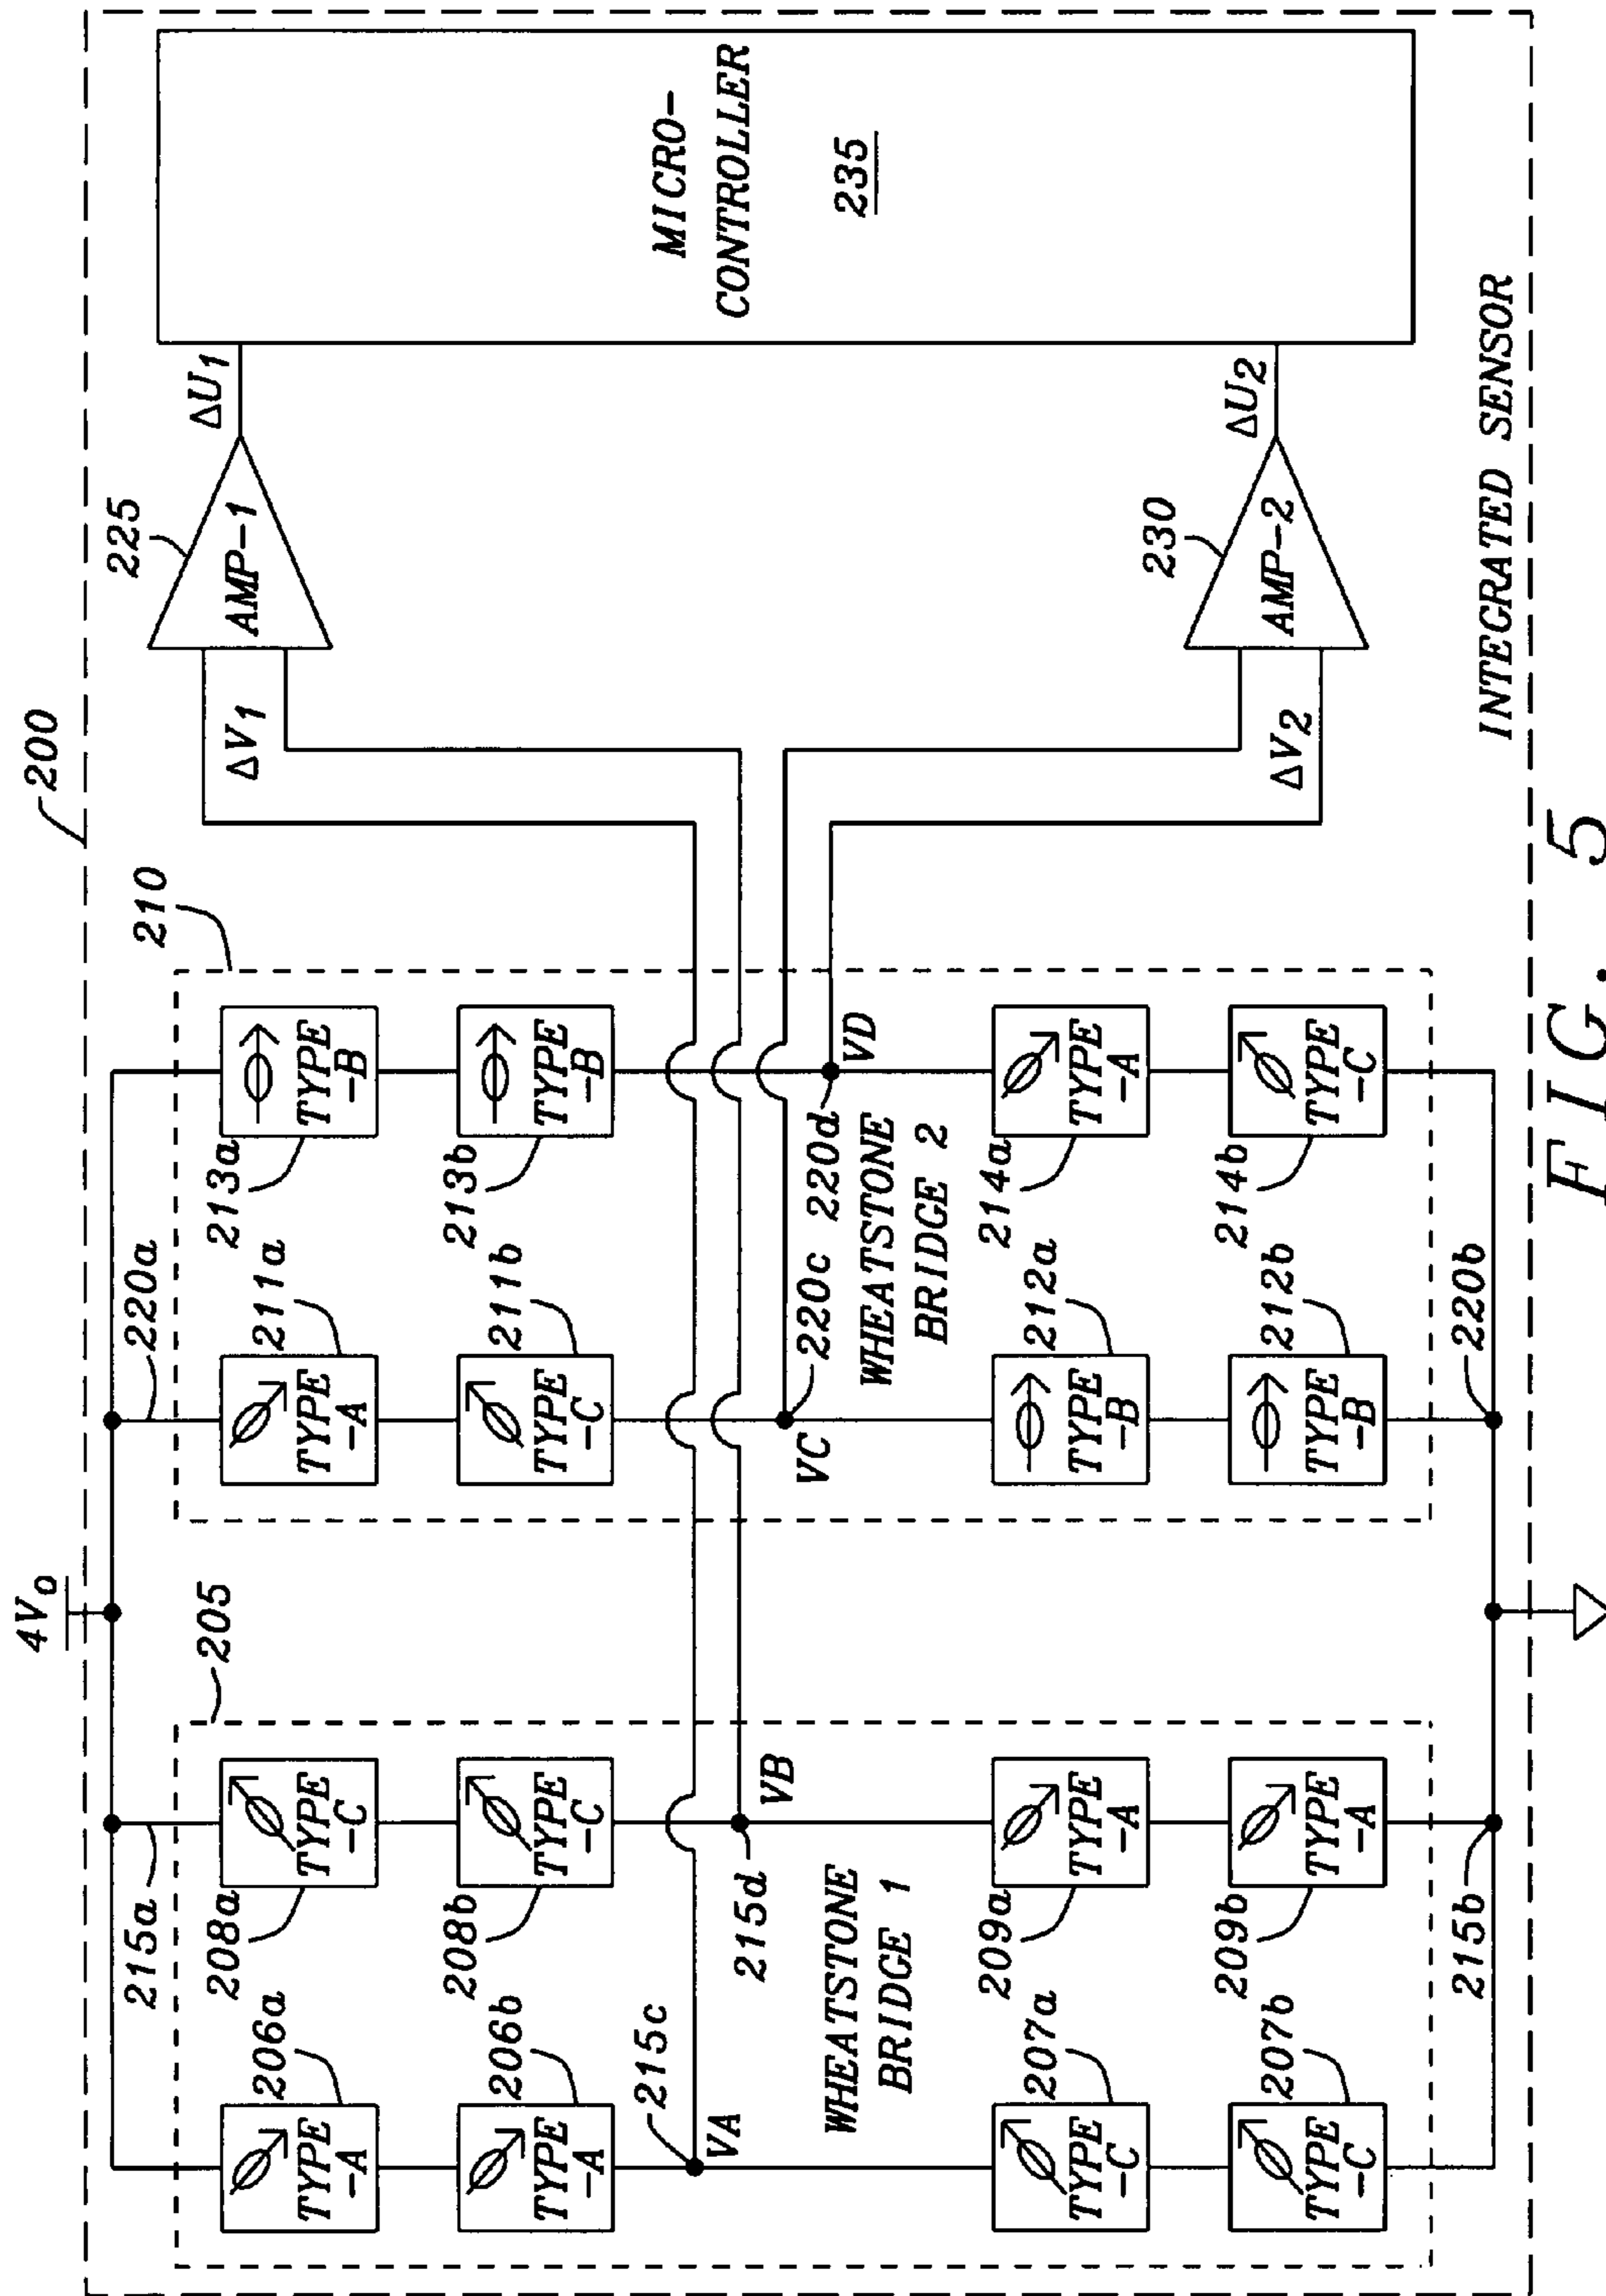 200
4V0
215a
205
220a
210
225
206a
208a
211a
213a
TYPE
-A
TYPE
-C
TYPE
-A
TYPE
-B
206b
208b
211b
213b
TYPE
-A
TYPE
-C
TYPE
-C
TYPE
-B
AMP-1
ΔV1
ΔU1
215c
VA
215d
VB
VC
220c
220d
VD
WHEATSTONE
BRIDGE 1
WHEATSTONE
BRIDGE 2
MICRO-
CONTROLLER
235
207a
209a
212a
214a
TYPE
-C
TYPE
-A
TYPE
-B
TYPE
-A
207b
209b
212b
214b
TYPE
-C
TYPE
-A
TYPE
-B
TYPE
-C
230
AMP-2
ΔV2
ΔU2
215b
220b
INTEGRATED SENSOR
FIG. 5